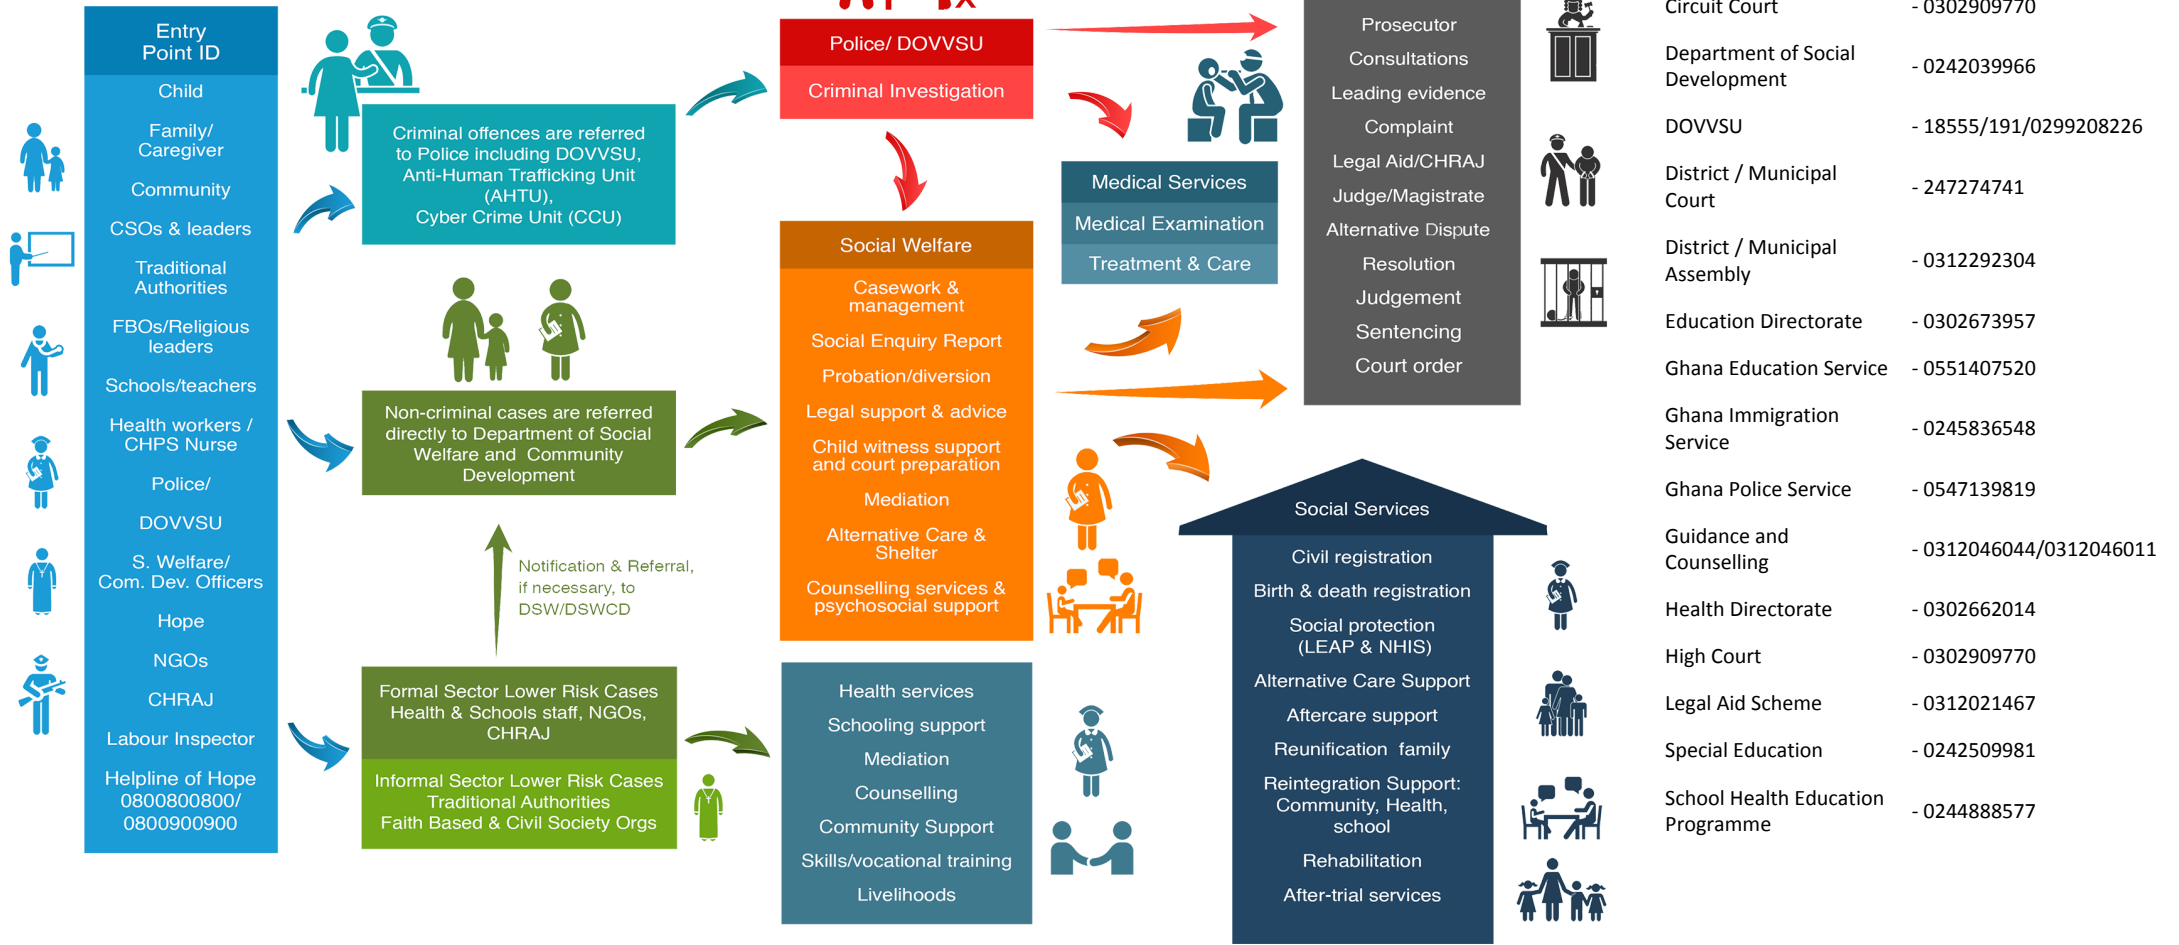 Entry
Point ID
Child
Family/
Caregiver
Community
CSOs & leaders
Traditional
Authorities
FBOs/Religious
leaders
Schools/teachers
Health workers /
CHPS Nurse
Police/
DOVVSU
S. Welfare/
Com. Dev. Officers
Hope
NGOs
CHRAJ
Labour Inspector
Helpline of Hope
0800800800/
0800900900
Criminal offences are referred
to Police including DOVVSU,
Anti-Human Trafficking Unit
(AHTU),
Cyber Crime Unit (CCU)
Non-criminal cases are referred
directly to Department of Social
Welfare and Community
Development
Notification & Referral,
if necessary, to
DSW/DSWCD
Formal Sector Lower Risk Cases
Health & Schools staff, NGOs,
CHRAJ
Informal Sector Lower Risk Cases
Traditional Authorities
Faith Based & Civil Society Orgs
Police/ DOVVSU
Criminal Investigation
Social Welfare
Casework &
management
Social Enquiry Report
Probation/diversion
Legal support & advice
Child witness support
and court preparation
Mediation
Alternative Care &
Shelter
Counselling services &
psychosocial support
Health services
Schooling support
Mediation
Counselling
Community Support
Skills/vocational training
Livelihoods
Medical Services
Medical Examination
Treatment & Care
Prosecutor
Consultations
Leading evidence
Complaint
Legal Aid/CHRAJ
Judge/Magistrate
Alternative Dispute
Resolution
Judgement
Sentencing
Court order
Social Services
Civil registration
Birth & death registration
Social protection
(LEAP & NHIS)
Alternative Care Support
Aftercare support
Reunification family
Reintegration Support:
Community, Health,
school
Rehabilitation
After-trial services
Circuit Court - 0302909770
Department of Social
Development - 0242039966
DOVVSU - 18555/191/0299208226
District / Municipal
Court - 247274741
District / Municipal
Assembly - 0312292304
Education Directorate - 0302673957
Ghana Education Service - 0551407520
Ghana Immigration
Service - 0245836548
Ghana Police Service - 0547139819
Guidance and
Counselling - 0312046044/0312046011
Health Directorate - 0302662014
High Court - 0302909770
Legal Aid Scheme - 0312021467
Special Education - 0242509981
School Health Education
Programme - 0244888577